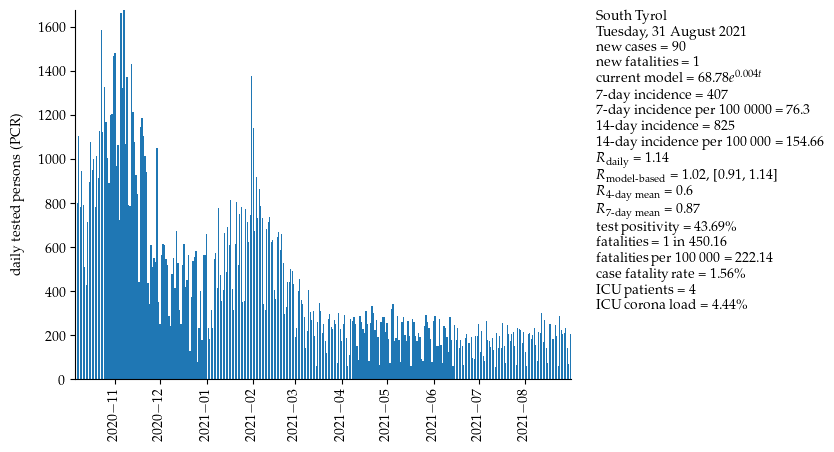 South Tyrol
Tuesday, 31 August 2021
new cases = 90
new fatalities = 1
current model = 68.78e^0.004t
7-day incidence = 407
7-day incidence per 100 0000 = 76.3
14-day incidence = 825
14-day incidence per 100 000 = 154.66
R_daily = 1.14
R_model-based = 1.02, [0.91, 1.14]
R_4-day mean = 0.6
R_7-day mean = 0.87
test positivity = 43.69%
fatalities = 1 in 450.16
fatalities per 100 000 = 222.14
case fatality rate = 1.56%
ICU patients = 4
ICU corona load = 4.44%
daily tested persons (PCR)
1600
1400
1200
1000
800
600
400
200
0
2020−11
2020−12
2021−01
2021−02
2021−03
2021−04
2021−05
2021−06
2021−07
2021−08